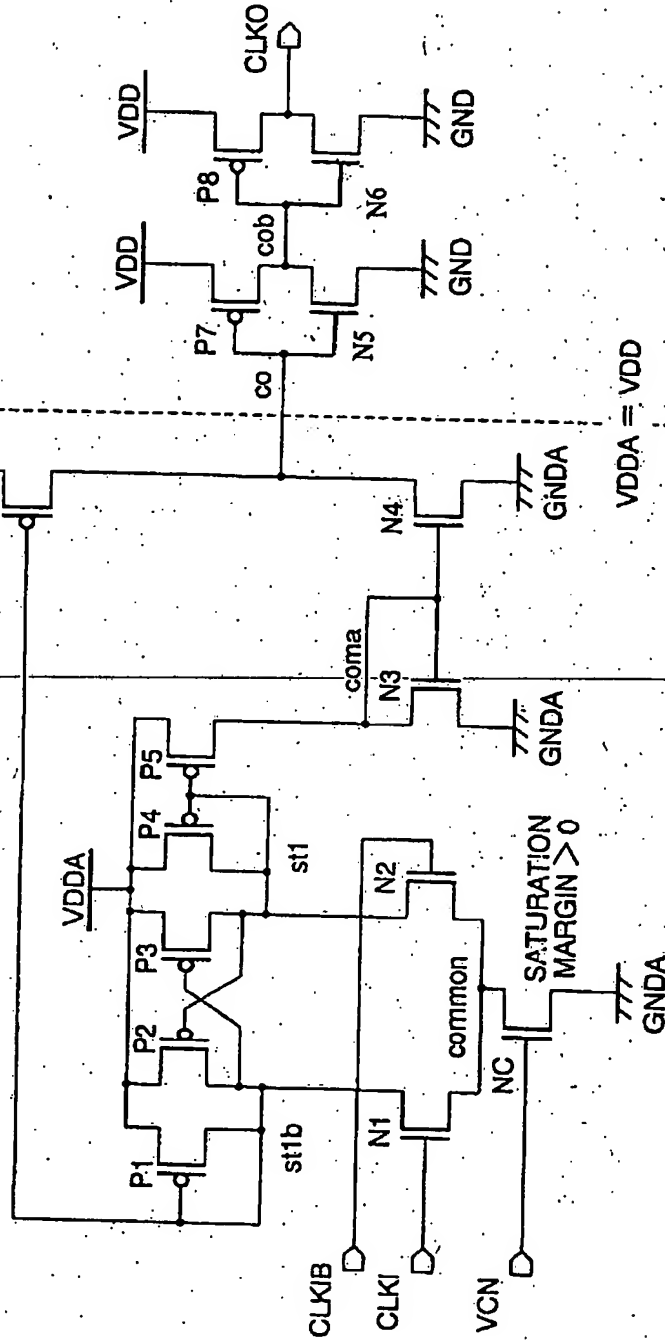 VDD
VDD
P8
CLKO
P7
cob
co
N6
N5
GND
GND
VDDA
P1
P2
P3
P4
P5
coma
N3
N4
GNDA
GNDA
VDDA = VDD
st1b
st1
CLKIB
CLKI
VCN
N1
N2
common
NC
SATURATION
MARGIN > 0
GNDA